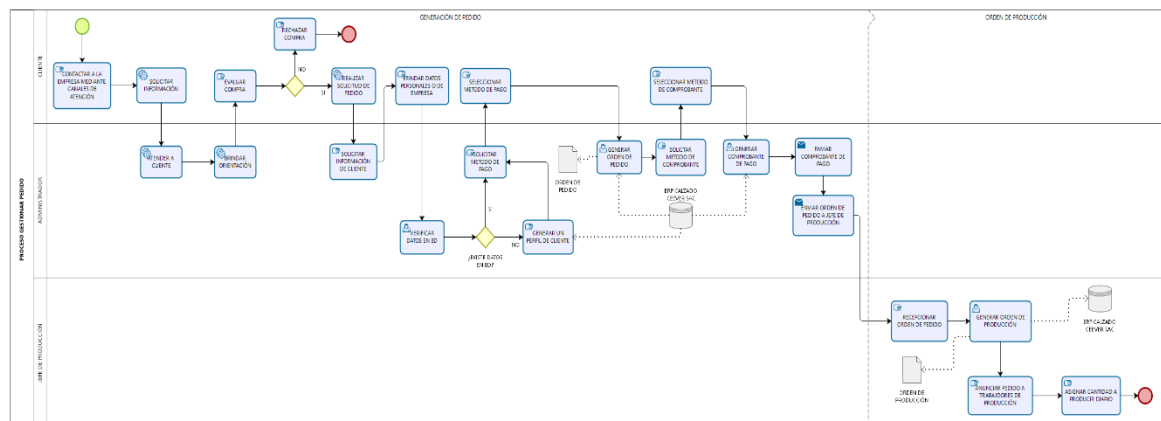 GENERACIÓN DE PEDIDO
ORDEN DE PRODUCCIÓN
PROCESO GESTIONAR PEDIDO
CLIENTE
CONTACTAR A LA
EMPRESA MEDIANTE
CANALES DE
ATENCIÓN
SOLICITAR
INFORMACIÓN
EVALUAR
COMPRA
RECHAZAR
COMPRA
NO
SI
REALIZAR
SOLICITUD DE
PEDIDO
BRINDAR DATOS
PERSONALES O DE
EMPRESA
SELECCIONAR
METODO DE PAGO
SELECCIONAR METODO
DE COMPROBANTE
ADMINISTRADOR
ATENDER A
CLIENTE
BRINDAR
ORIENTACIÓN
SOLICITAR
INFORMACIÓN
DE CLIENTE
SOLICITAR
METODO DE
PAGO
GENERAR
ORDEN DE
PEDIDO
ORDEN DE
PEDIDO
SOLICITAR
METODO DE
COMPROBANTE
GENERAR
COMPROBANTE
DE PAGO
ENVIAR
COMPROBANTE DE
PAGO
ERP CALZADO
CEEVER SAC
ENVIAR ORDEN DE
PEDIDO A JEFE DE
PRODUCCIÓN
VERIFICAR
DATOS EN BD
¿EXISTE DATOS
EN BD?
SI
NO
GENERAR UN
PERFIL DE CLIENTE
JEFE DE PRODUCCIÓN
RECEPCIONAR
ORDEN DE PEDIDO
GENERAR ORDEN DE
PRODUCCIÓN
ERP CALZADO
CEEVER SAC
ORDEN DE
PRODUCCIÓN
ANUNCIAR PEDIDO A
TRABAJDORES DE
PRODUCCIÓN
ASIGNAR CANTIDAD A
PRODUCIR DIARIO